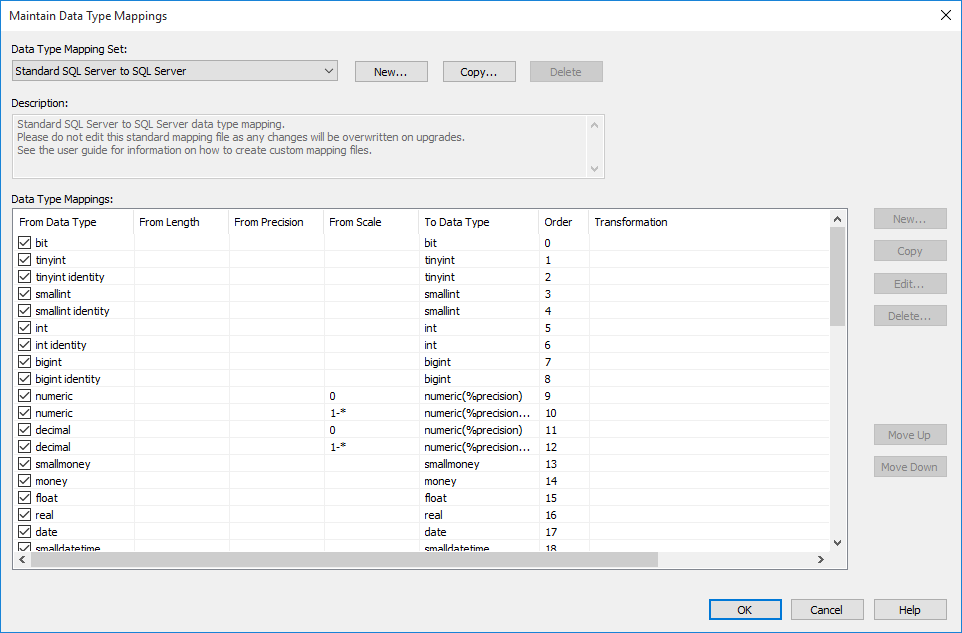 Maintain Data Type Mappings
Data Type Mapping Set:
Standard SQL Server to SQL Server New... Copy... Delete
Description:
Standard SQL Server to SQL Server data type mapping.
Please do not edit this standard mapping file as any changes will be overwritten on upgrades.
See the user guide for information on how to create custom mapping files.
Data Type Mappings:
From Data Type From Length From Precision From Scale To Data Type Order Transformation
bit bit 0
tinyint tinyint 1
tinyint identity tinyint 2
smallint smallint 3
smallint identity smallint 4
int int 5
int identity int 6
bigint bigint 7
bigint identity bigint 8
numeric 0 numeric(%precision) 9
numeric 1-* numeric(%precision... 10
decimal 0 numeric(%precision) 11
decimal 1-* numeric(%precision... 12
smallmoney smallmoney 13
money money 14
float float 15
real real 16
date date 17
smalldatetime smalldatetime 18
New...
Copy
Edit...
Delete...
Move Up
Move Down
OK Cancel Help